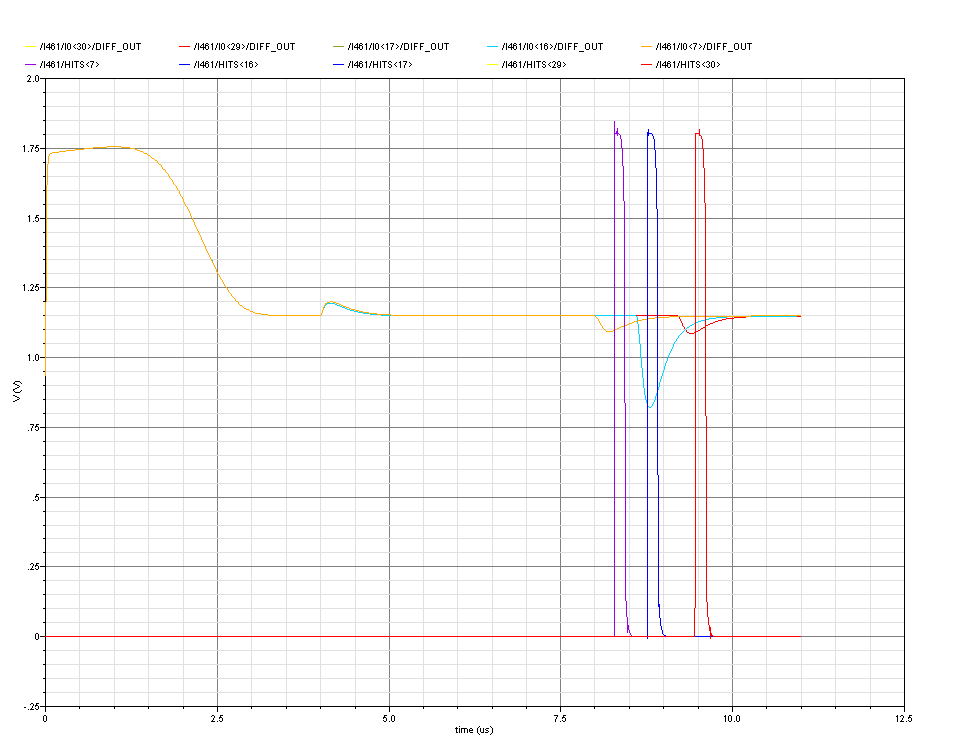 /I461/I0<30>/DIFF_OUT /I461/I0<29>/DIFF_OUT /I461/I0<17>/DIFF_OUT /I461/I0<16>/DIFF_OUT /I461/I0<7>/DIFF_OUT
/I461/HITS<7> /I461/HITS<16> /I461/HITS<17> /I461/HITS<29> /I461/HITS<30>
2.0
1.75
1.5
1.25
1.0
V(V)
.75
.5
.25
0
-.25
0 2.5 5.0 7.5 10.0 12.5
time (us)